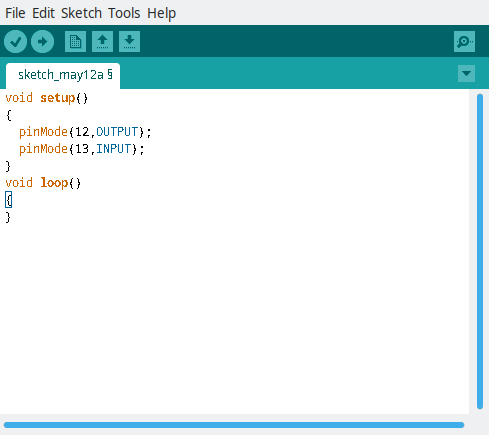 File Edit Sketch Tools Help
sketch_may12a §
void setup()
{
  pinMode(12,OUTPUT);
  pinMode(13,INPUT);
}
void loop()
{
}